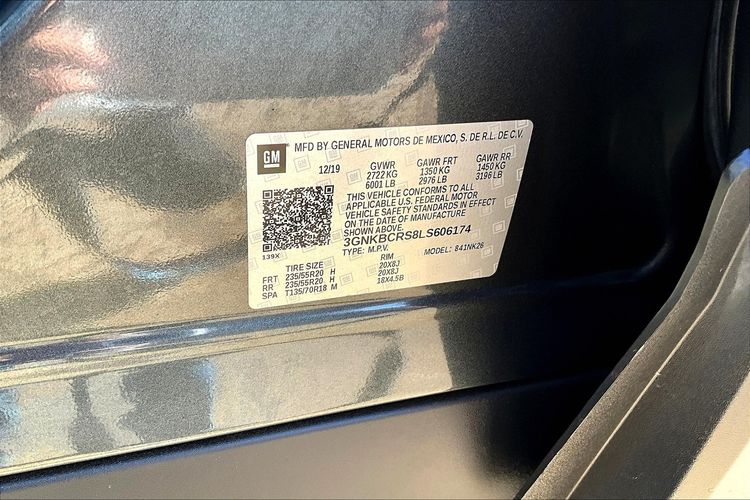 GM MFD BY GENERAL MOTORS DE MEXICO, S. DE R.L. DE C.V.
12/19 GVWR GAWR FRT GAWR RR
2722 KG 1350 KG 1450 KG
6001 LB 2976 LB 3196 LB
THIS VEHICLE CONFORMS TO ALL
APPLICABLE U.S. FEDERAL MOTOR
VEHICLE SAFETY STANDARDS IN EFFECT
ON THE DATE OF MANUFACTURE
SHOWN ABOVE.
3GNKBCRS8LS606174
139X TYPE: M.P.V. MODEL: 841NK26
TIRE SIZE RIM
FRT 235/55R20 H 20X8J
RR 235/55R20 H 20X8J
SPA T135/70R18 M 18X4.5B